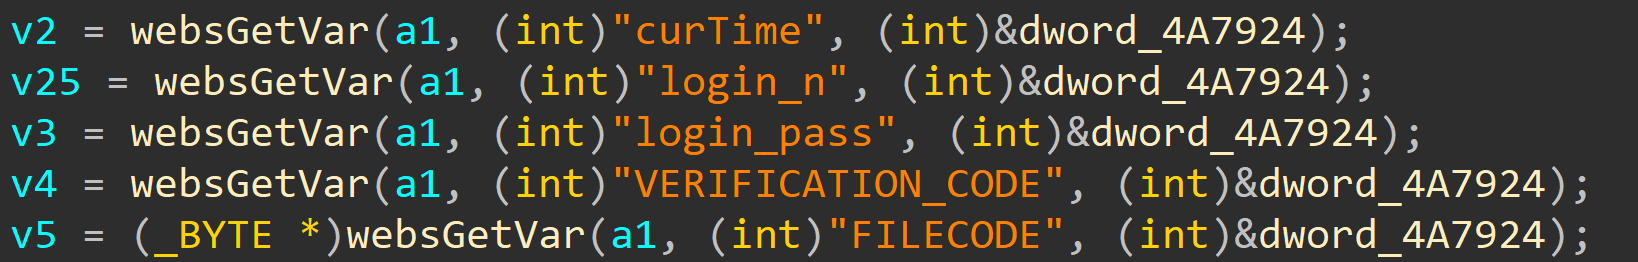 v2 = websGetVar(a1, (int)"curTime", (int)&dword_4A7924);
v25 = websGetVar(a1, (int)"login_n", (int)&dword_4A7924);
v3 = websGetVar(a1, (int)"login_pass", (int)&dword_4A7924);
v4 = websGetVar(a1, (int)"VERIFICATION_CODE", (int)&dword_4A7924);
v5 = (_BYTE *)websGetVar(a1, (int)"FILECODE", (int)&dword_4A7924);